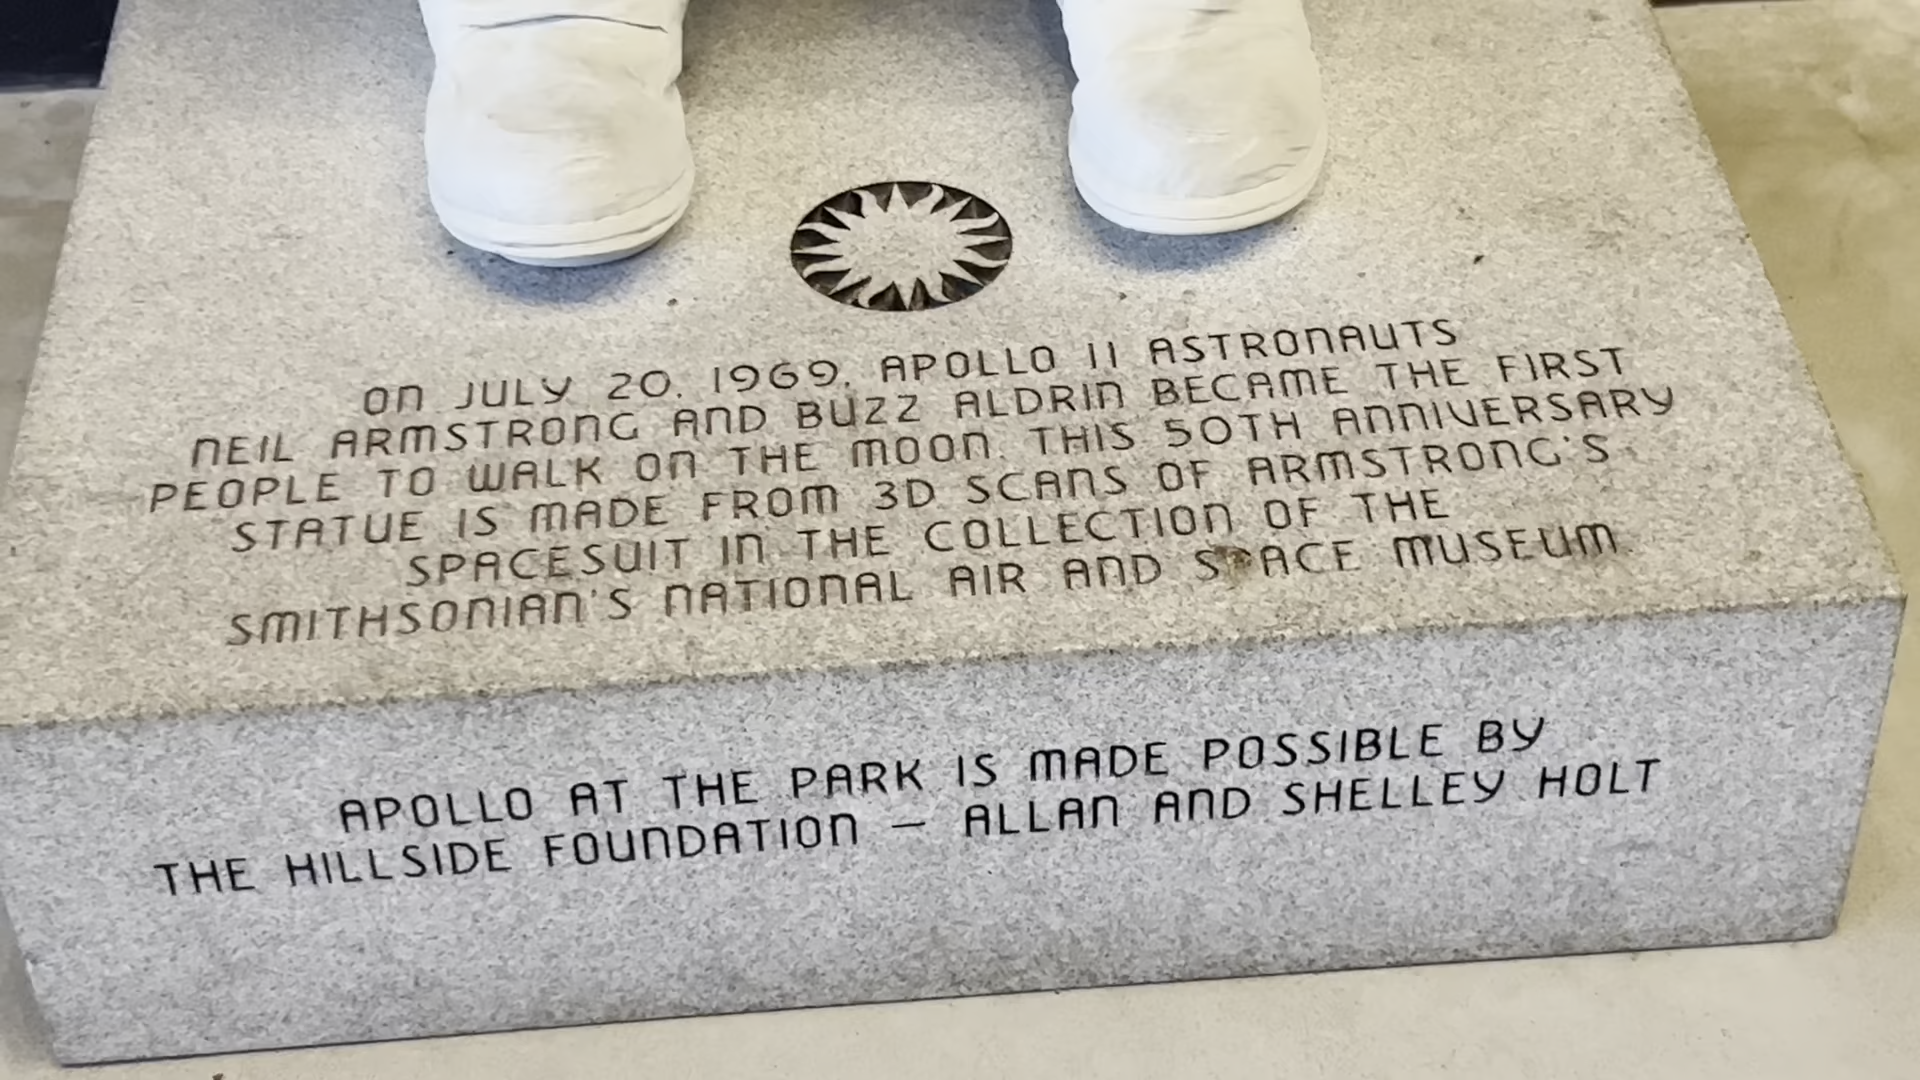 ON JULY 20, 1969, APOLLO 11 ASTRONAUTS
NEIL ARMSTRONG AND BUZZ ALDRIN BECAME THE FIRST
PEOPLE TO WALK ON THE MOON. THIS 50TH ANNIVERSARY
STATUE IS MADE FROM 3D SCANS OF ARMSTRONG'S
SPACESUIT IN THE COLLECTION OF THE
SMITHSONIAN'S NATIONAL AIR AND SPACE MUSEUM.
APOLLO AT THE PARK IS MADE POSSIBLE BY
THE HILLSIDE FOUNDATION – ALLAN AND SHELLEY HOLT